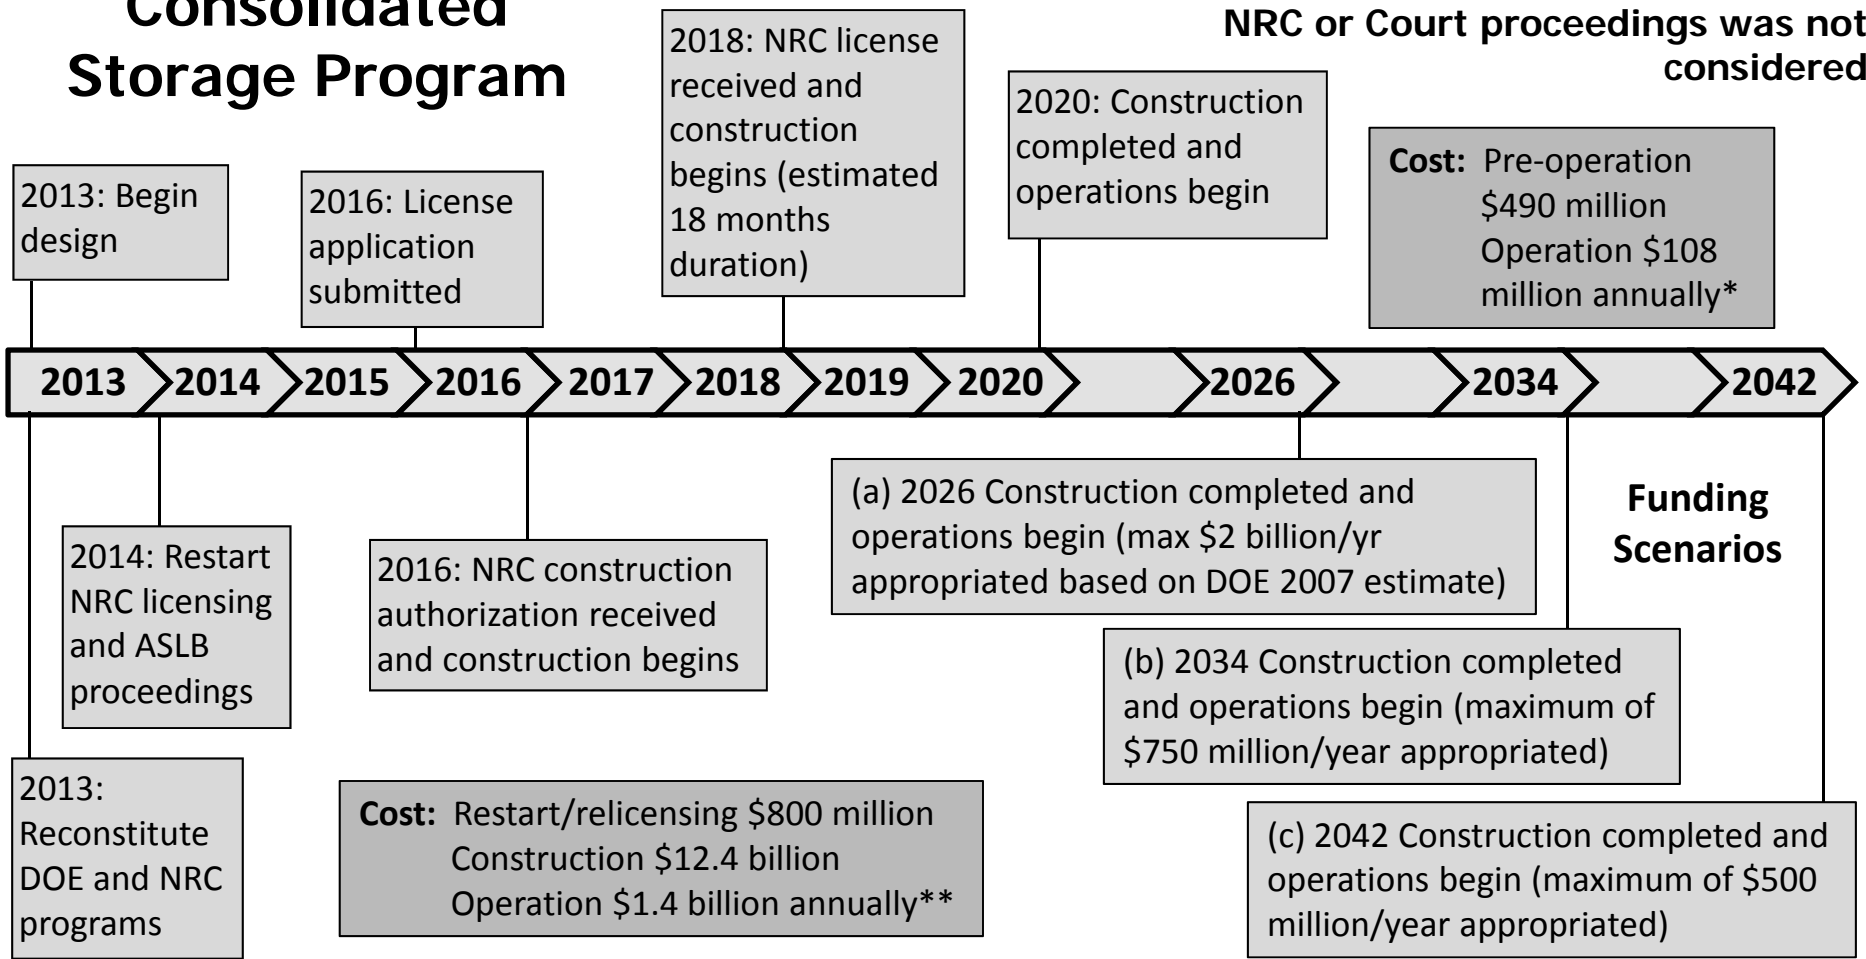 Consolidated
Storage Program
NRC or Court proceedings was not
considered
2013: Begin
design
2016: License
application
submitted
2018: NRC license
received and
construction
begins (estimated
18 months
duration)
2020: Construction
completed and
operations begin
Cost: Pre-operation
$490 million
Operation $108
million annually*
2013 2014 2015 2016 2017 2018 2019 2020 2026 2034 2042
2013:
Reconstitute
DOE and NRC
programs
2014: Restart
NRC licensing
and ASLB
proceedings
2016: NRC construction
authorization received
and construction begins
Cost: Restart/relicensing $800 million
Construction $12.4 billion
Operation $1.4 billion annually**
(a) 2026 Construction completed and
operations begin (max $2 billion/yr
appropriated based on DOE 2007 estimate)
Funding
Scenarios
(b) 2034 Construction completed
and operations begin (maximum of
$750 million/year appropriated)
(c) 2042 Construction completed and
operations begin (maximum of $500
million/year appropriated)